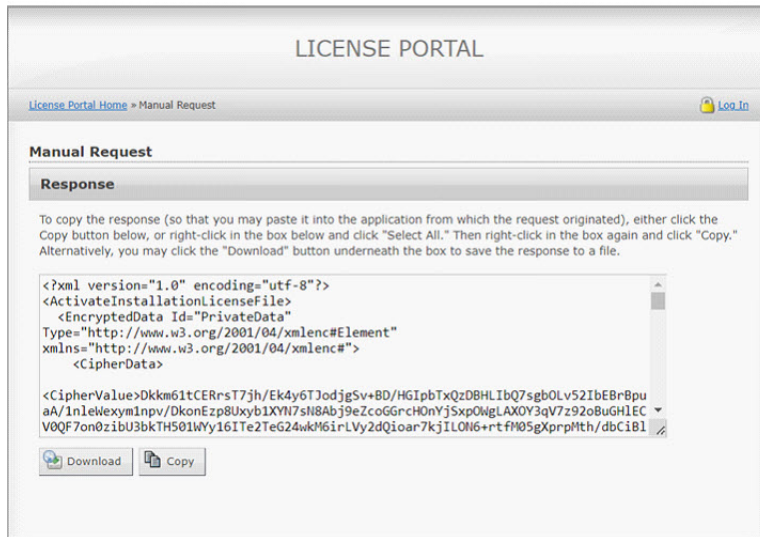 LICENSE PORTAL
License Portal Home » Manual Request
Log In
Manual Request
Response
To copy the response (so that you may paste it into the application from which the request originated), either click the
Copy button below, or right-click in the box below and click "Select All." Then right-click in the box again and click "Copy."
Alternatively, you may click the "Download" button underneath the box to save the response to a file.
<?xml version="1.0" encoding="utf-8"?>
<ActivateInstallationLicenseFile>
<EncryptedData Id="PrivateData"
Type="http://www.w3.org/2001/04/xmlenc#Element"
xmlns="http://www.w3.org/2001/04/xmlenc#">
<CipherData>
<CipherValue>Dkkm61tCERrsT7jh/Ek4y6TJodjgSv+BD/HGIpbTxQzDBHLIbQ7sgbOLv52IbEBrBpu
aA/1nleWexym1npv/DkonEzp8Uxyb1XYN7sN8Abj9eZcoGGrcHOnYjSxpOWgLAXOY3qV7z92oBuGHlEC
V0QF7on0zibU3bkTH501WYy16ITe2TeG24wkM6irLVy2dQioar7kjILON6+rtfM05gXprpMth/dbCiBl
Download
Copy